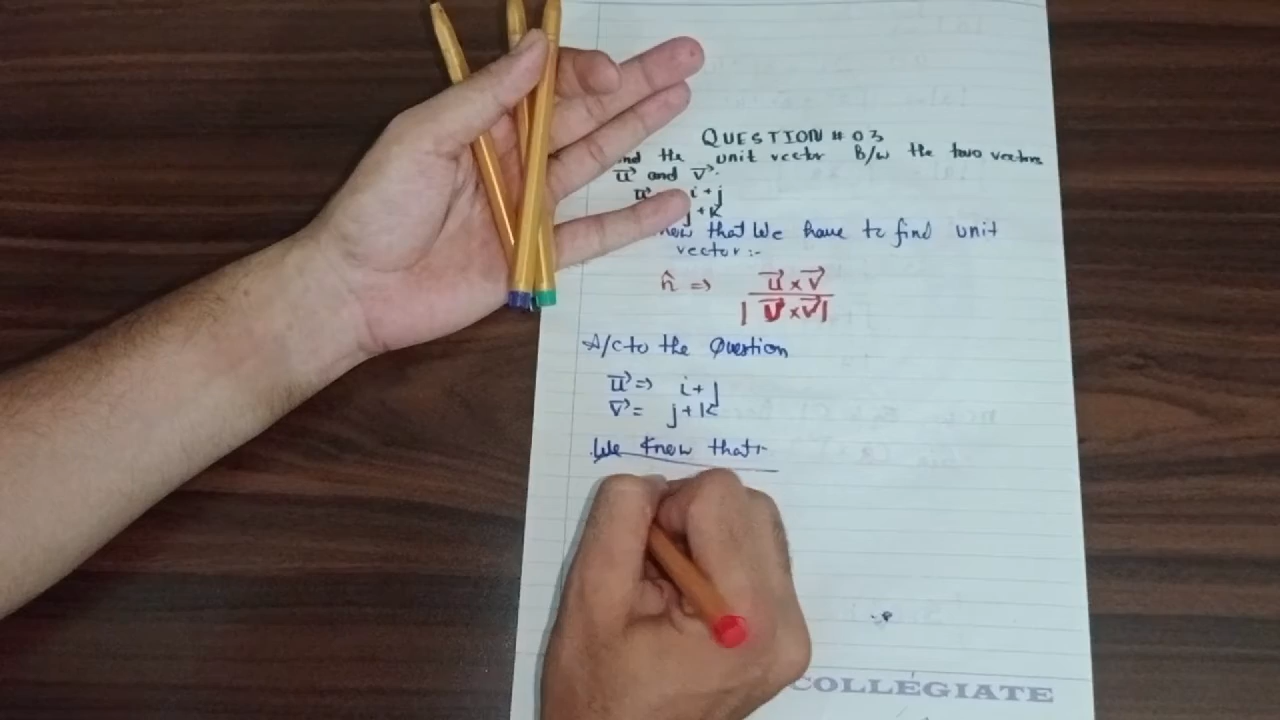 QUESTION # 03
the unit vector B/w the two vectors
u⃗ and v⃗.
u⃗ i + j
j + k
that We have to find unit
vector :-
n̂ => u⃗ × v⃗
| v⃗ × v⃗ |
A/c to the Question
u⃗ => i + j
v⃗ = j + k
We know that:-
COLLEGIATE